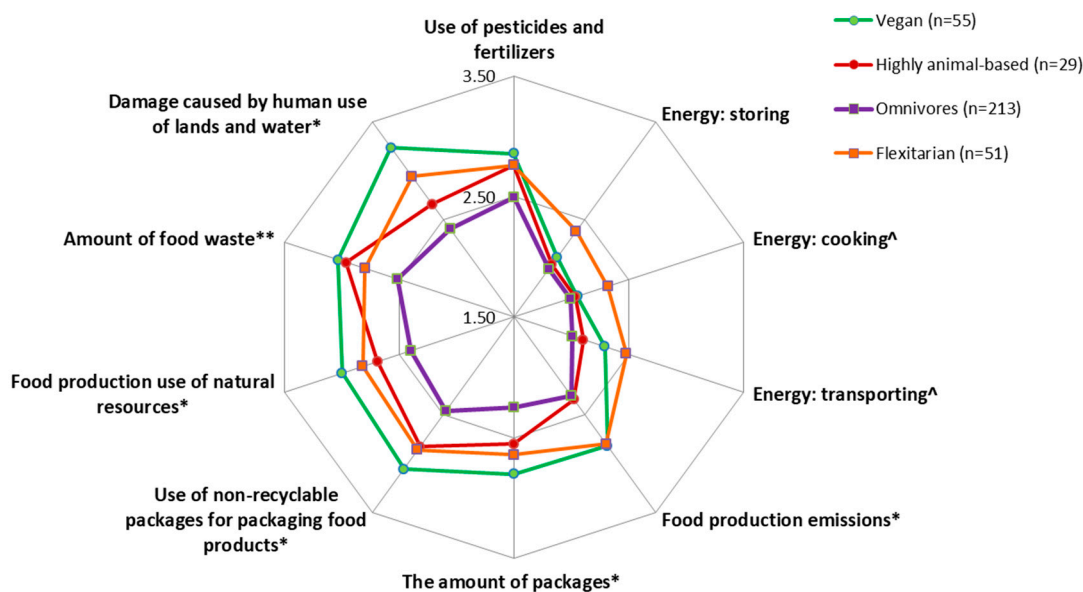 Use of pesticides and
fertilizers
3.50
2.50
1.50
Vegan (n=55)
Highly animal-based (n=29)
Omnivores (n=213)
Flexitarian (n=51)
Energy: storing
Energy: cooking^
Energy: transporting^
Food production emissions*
The amount of packages*
Use of non-recyclable
packages for packaging food
products*
Food production use of natural
resources*
Amount of food waste**
Damage caused by human use
of lands and water*